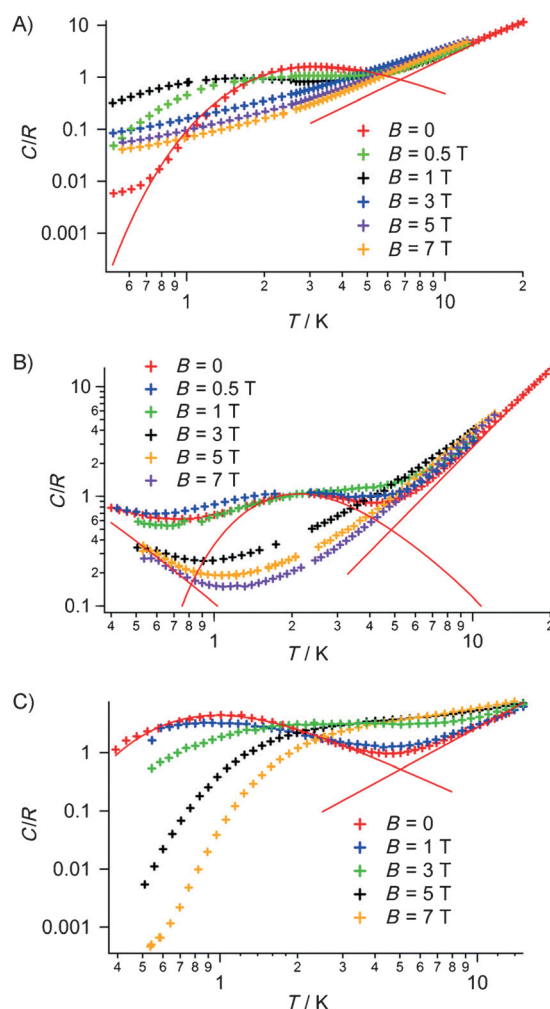 A)
10
1
0.1
0.01
0.001
C/R
B = 0
B = 0.5 T
B = 1 T
B = 3 T
B = 5 T
B = 7 T
6 7 8 9 1 2 3 4 5 6 7 8 9 10 20
T / K
B)
B = 0
B = 0.5 T
B = 1 T
B = 3 T
B = 5 T
B = 7 T
10
6
4
2
1
8
6
4
2
0.1
C/R
4 5 6 7 8 9 1 2 3 4 5 6 7 8 9 10
T / K
C)
1
0.1
0.01
0.001
C/R
B = 0
B = 1 T
B = 3 T
B = 5 T
B = 7 T
4 5 6 7 8 9 1 2 3 4 5 6 7 8 9 10
T / K